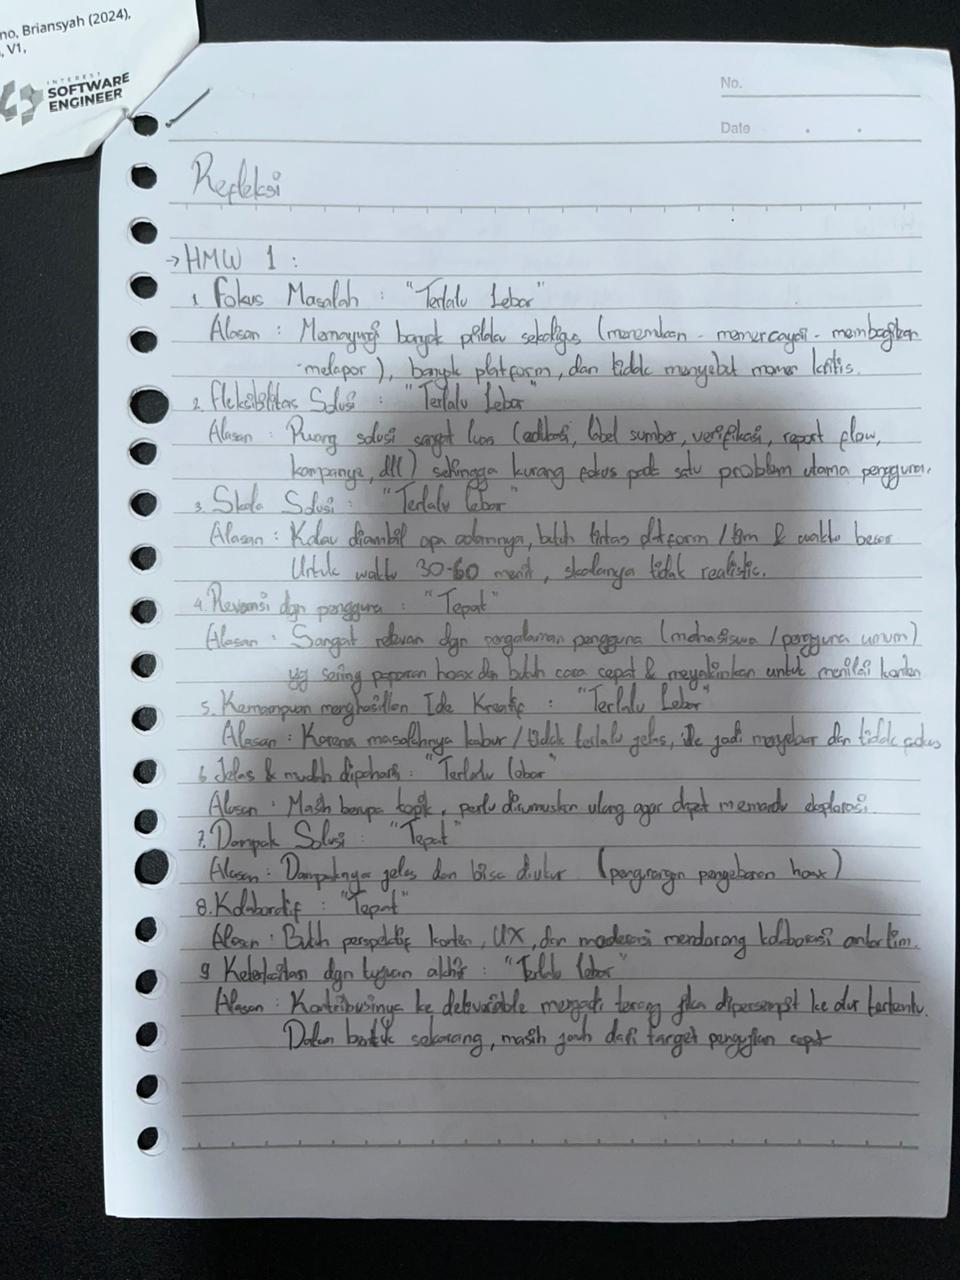 no, Briansyah (2024),
, V1,
INTEREST
SOFTWARE
ENGINEER
No.
Date
Refleksi
→ HMW 1 :
1. Fokus Masalah : "Terlalu Lebar"
Alasan : Memayungi banyak prilaku sekaligus (menemukan - memercayai - membagikan
- melapor), banyak platform, dan tidak menyebut momen kritis.
2. Fleksibilitas Solusi : "Terlalu Lebar"
Alasan : Ruang solusi sangat luas (edukasi, label sumber, verifikasi, report flow,
kampanye, dll) sehingga kurang fokus pada satu problem utama pengguna.
3. Skala Solusi : "Terlalu lebar"
Alasan : Kalau diambil apa adannya, butuh lintas platform / tim & waktu besar
Untuk waktu 30-60 menit, skalanya tidak realistis.
4. Relevansi dgn pengguna : "Tepat"
Alasan : Sangat relevan dgn pengalaman pengguna (mahasiswa / pengguna umum)
yg sering paparan hoax dan butuh cara cepat & meyakinkan untuk menilai konten
5. Kemampuan menghasilkan Ide Kreatif : "Terlalu Lebar"
Alasan : Karena masalahnya kabur / tidak terlalu jelas, ide jadi menyebar dan tidak fokus
6. Jelas & mudah dipahami : "Terlalu lebar"
Alasan : Masih berupa topik, perlu dirumuskan ulang agar dapat memandu eksplorasi.
7. Dampak Solusi : "Tepat"
Alasan : Dampaknya jelas dan bisa diukur (pengurangan penyebaran hoax)
8. Kolaboratif : "Tepat"
Alasan : Butuh perspektif konten, UX, dan moderasi mendorong kolaborasi antar tim.
9 Keterkaitan dgn tujuan akhir : "Terlalu lebar"
Alasan : Kontribusinya ke deleverable menjadi terang jika dipersempit ke alur tertentu.
Dalam bentuk sekarang, masih jauh dari target pengujian cepat